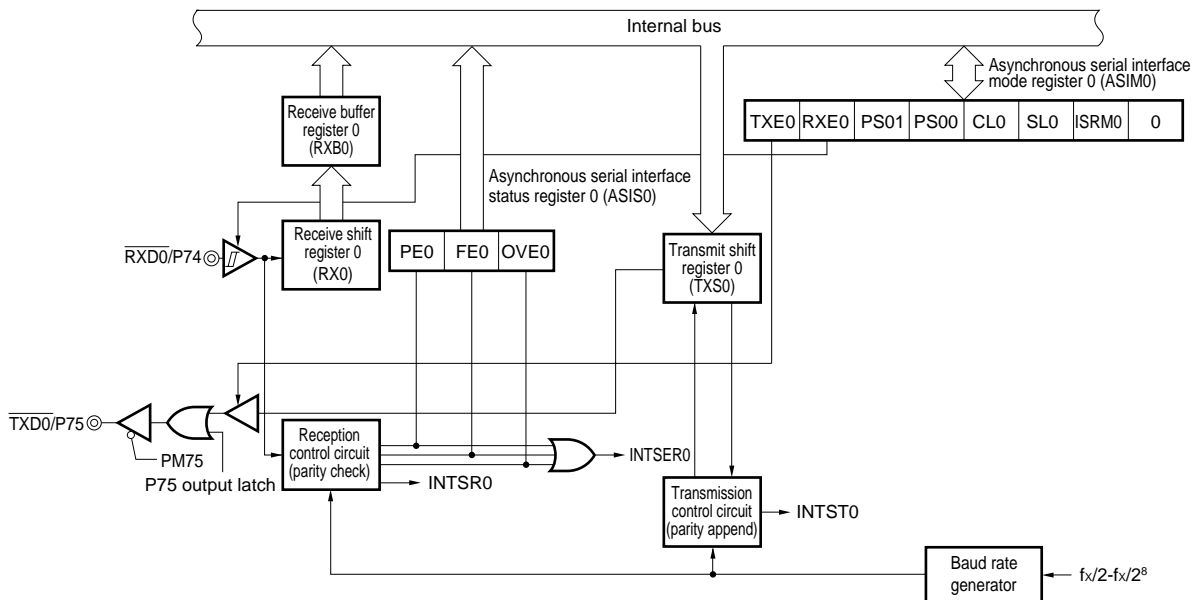 Internal bus
Asynchronous serial interface
mode register 0 (ASIM0)
Receive buffer
register 0
(RXB0)
TXE0 RXE0 PS01 PS00 CL0 SL0 ISRM0 0
Asynchronous serial interface
status register 0 (ASIS0)
RXD0/P74
Receive shift
register 0
(RX0)
PE0 FE0 OVE0
Transmit shift
register 0
(TXS0)
TXD0/P75
PM75
P75 output latch
Reception
control circuit
(parity check)
INTSER0
INTSR0
Transmission
control circuit
(parity append)
INTST0
Baud rate
generator
fx/2-fx/2⁸